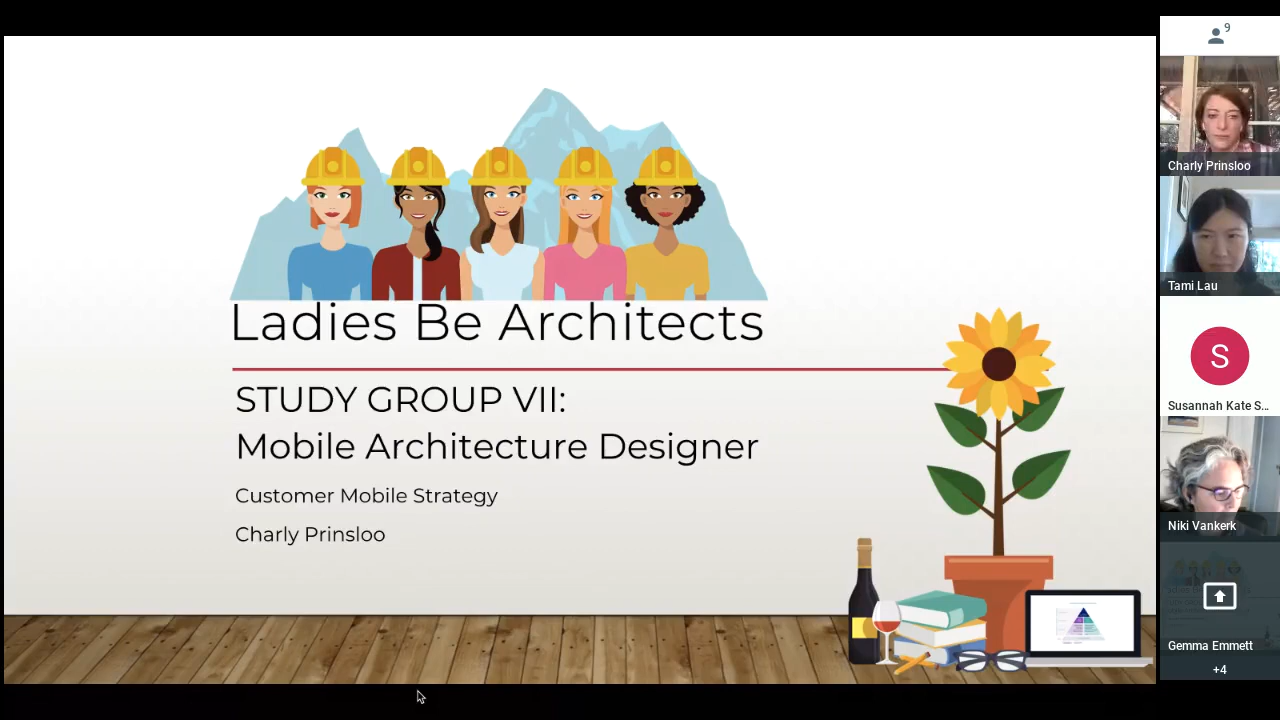 Ladies Be Architects
STUDY GROUP VII:
Mobile Architecture Designer
Customer Mobile Strategy
Charly Prinsloo
9
Charly Prinsloo
Tami Lau
S
Susannah Kate S...
Niki Vankerk
Gemma Emmett
+4